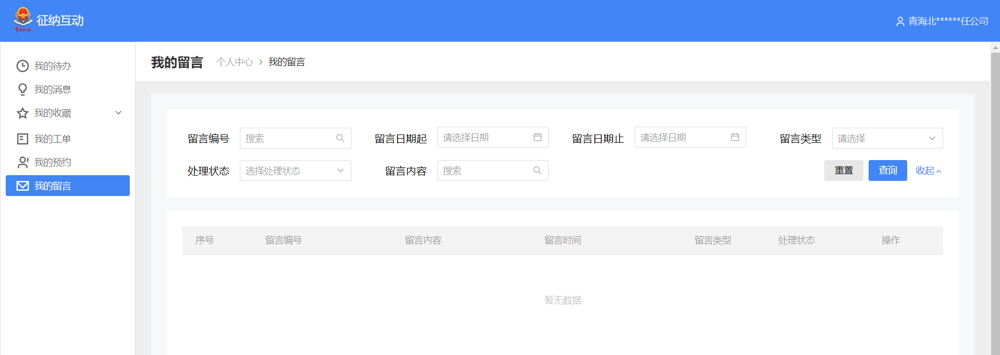 征纳互动
青海北******任公司
我的待办
我的消息
我的收藏
我的工单
我的预约
我的留言
我的留言 个人中心 > 我的留言
留言编号 搜索 留言日期起 请选择日期 留言日期止 请选择日期 留言类型 请选择
处理状态 选择处理状态 留言内容 搜索 重置 查询 收起
序号 留言编号 留言内容 留言时间 留言类型 处理状态 操作
暂无数据